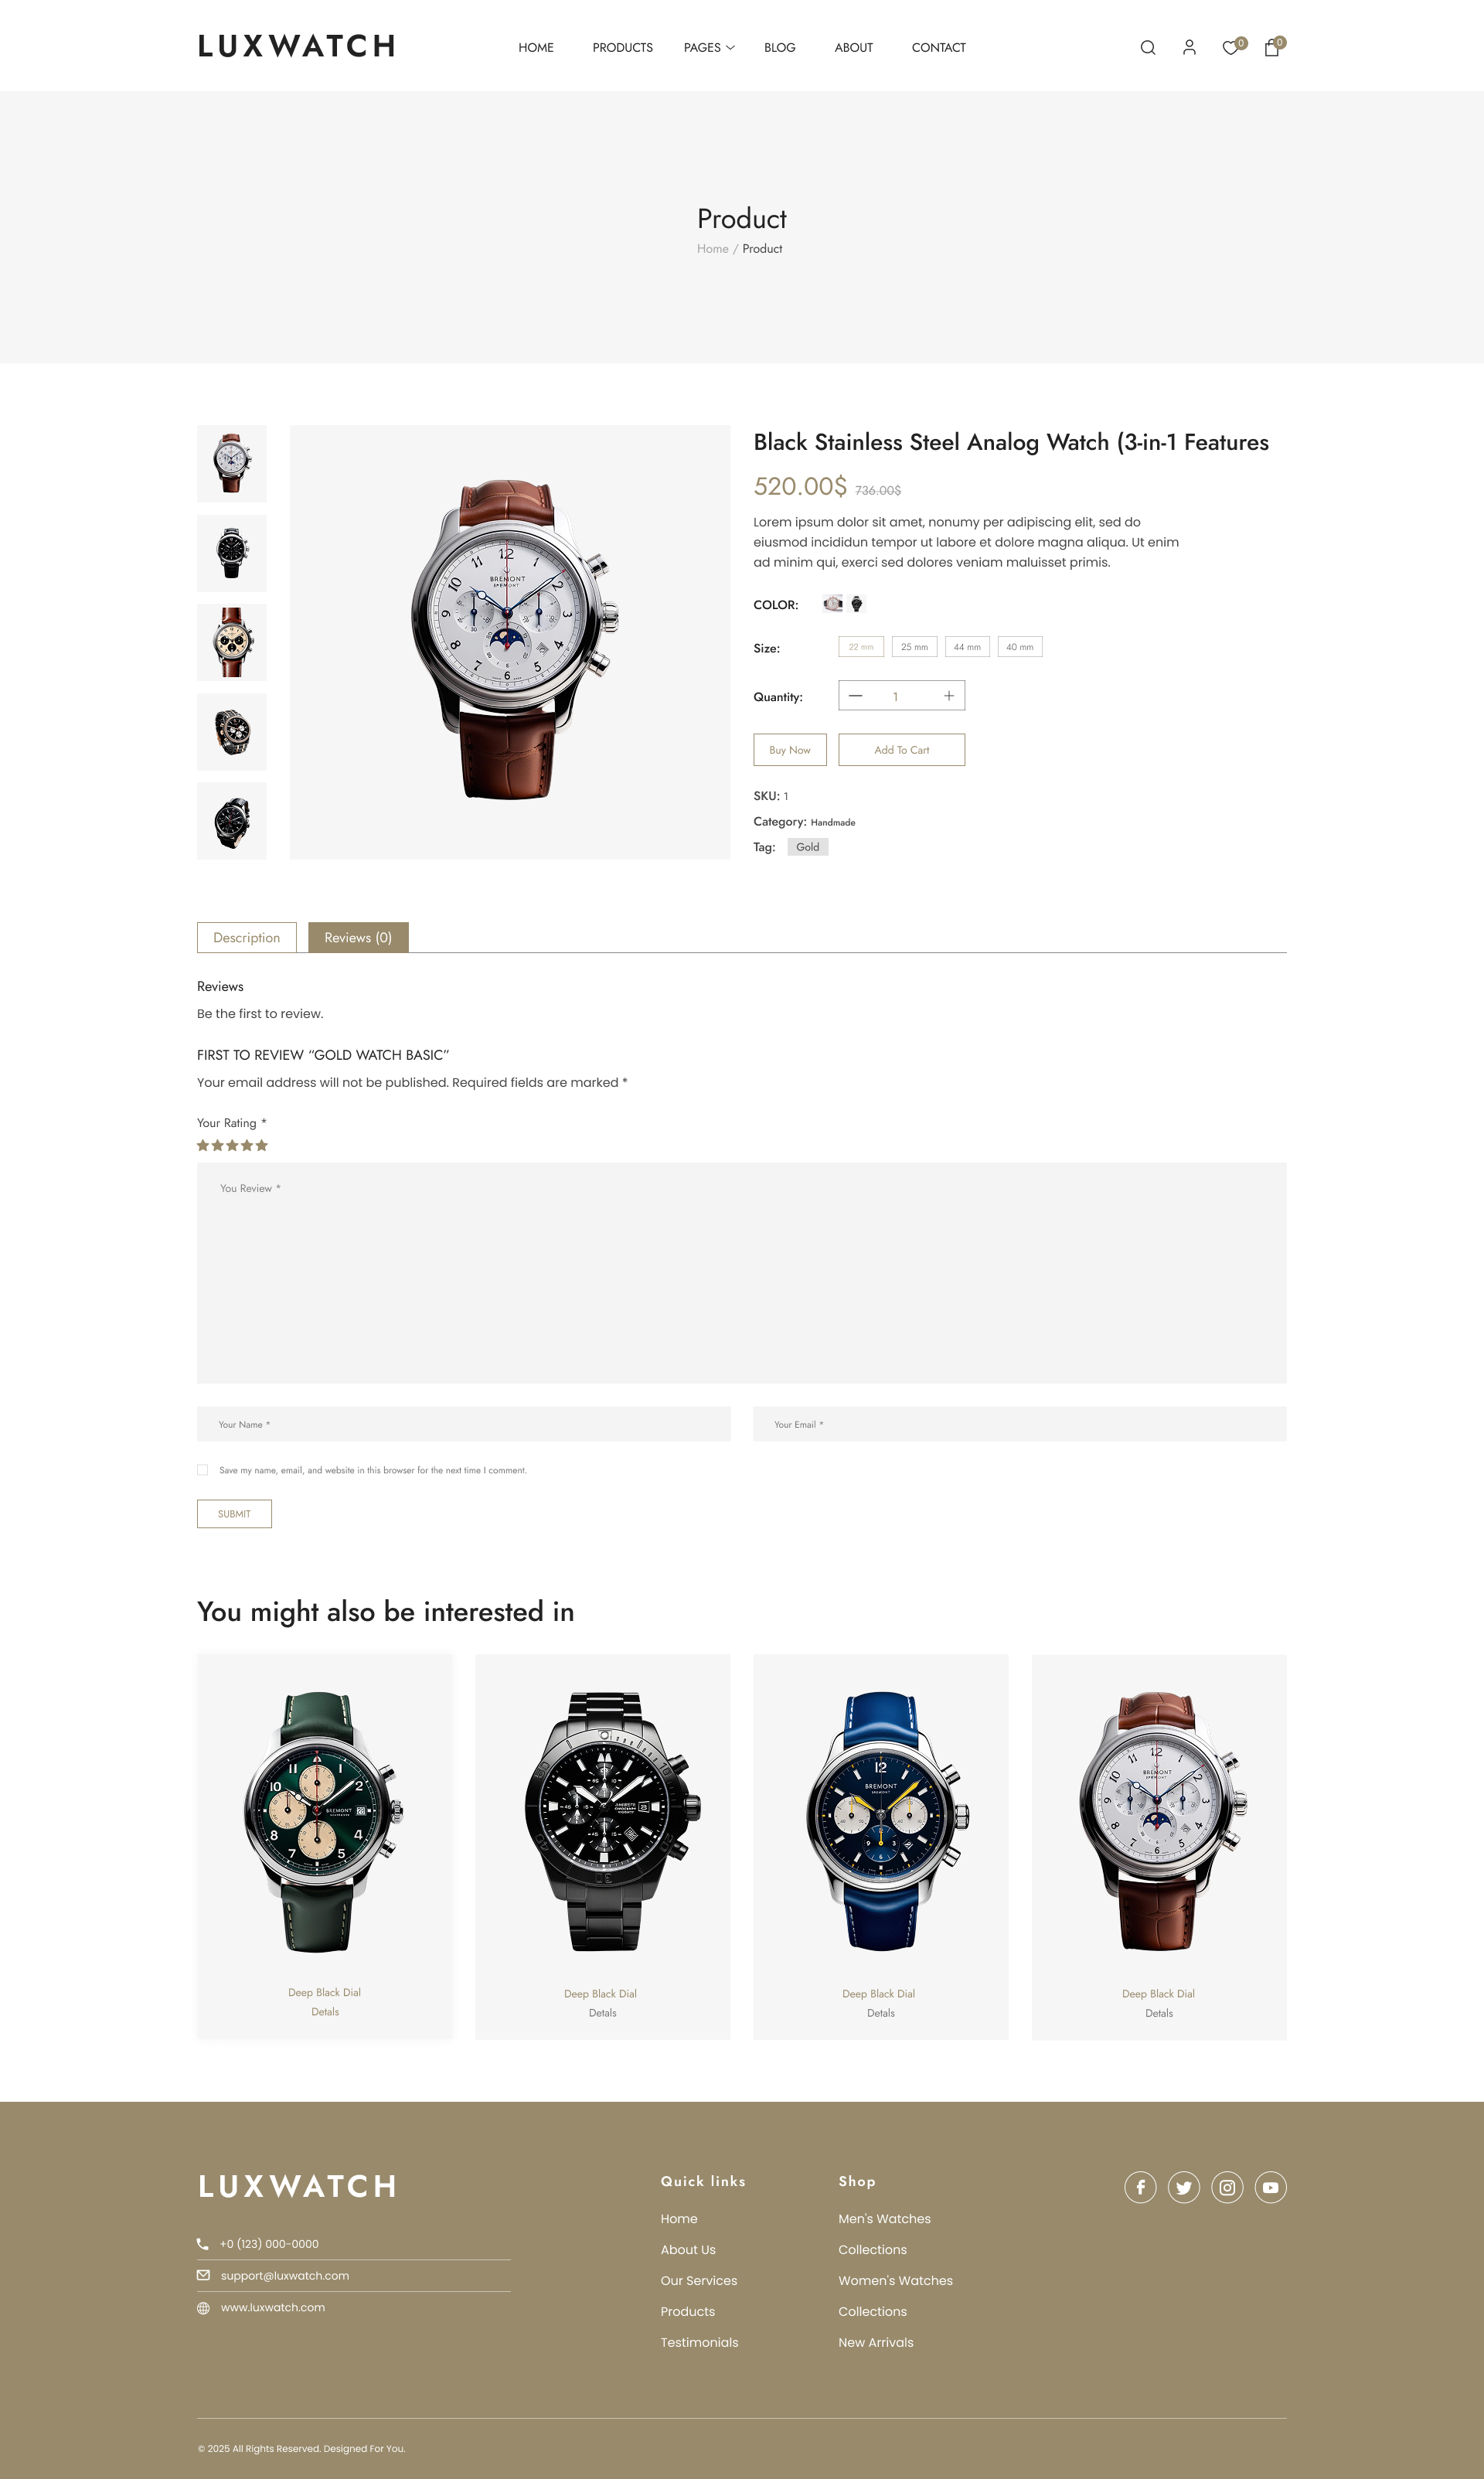 LUXWATCH
HOME PRODUCTS PAGES BLOG ABOUT CONTACT
0 0
Product
Home / Product
Black Stainless Steel Analog Watch (3-in-1 Features
520.00$ 736.00$
Lorem ipsum dolor sit amet, nonumy per adipiscing elit, sed do
eiusmod incididun tempor ut labore et dolore magna aliqua. Ut enim
ad minim qui, exerci sed dolores veniam maluisset primis.
COLOR:
Size: 22 mm 25 mm 44 mm 40 mm
Quantity: 1
Buy Now Add To Cart
SKU: 1
Category: Handmade
Tag: Gold
12
BREMONT
Description Reviews (0)
Reviews
Be the first to review.
FIRST TO REVIEW “GOLD WATCH BASIC”
Your email address will not be published. Required fields are marked *
Your Rating *
You Review *
Your Name * Your Email *
Save my name, email, and website in this browser for the next time I comment.
SUBMIT
You might also be interested in
BREMONT
BREMONT
BREMONT
Deep Black Dial
Detals
Deep Black Dial
Detals
Deep Black Dial
Detals
Deep Black Dial
Detals
LUXWATCH
+0 (123) 000-0000
support@luxwatch.com
www.luxwatch.com
Quick links
Home
About Us
Our Services
Products
Testimonials
Shop
Men's Watches
Collections
Women's Watches
Collections
New Arrivals
© 2025 All Rights Reserved. Designed For You.